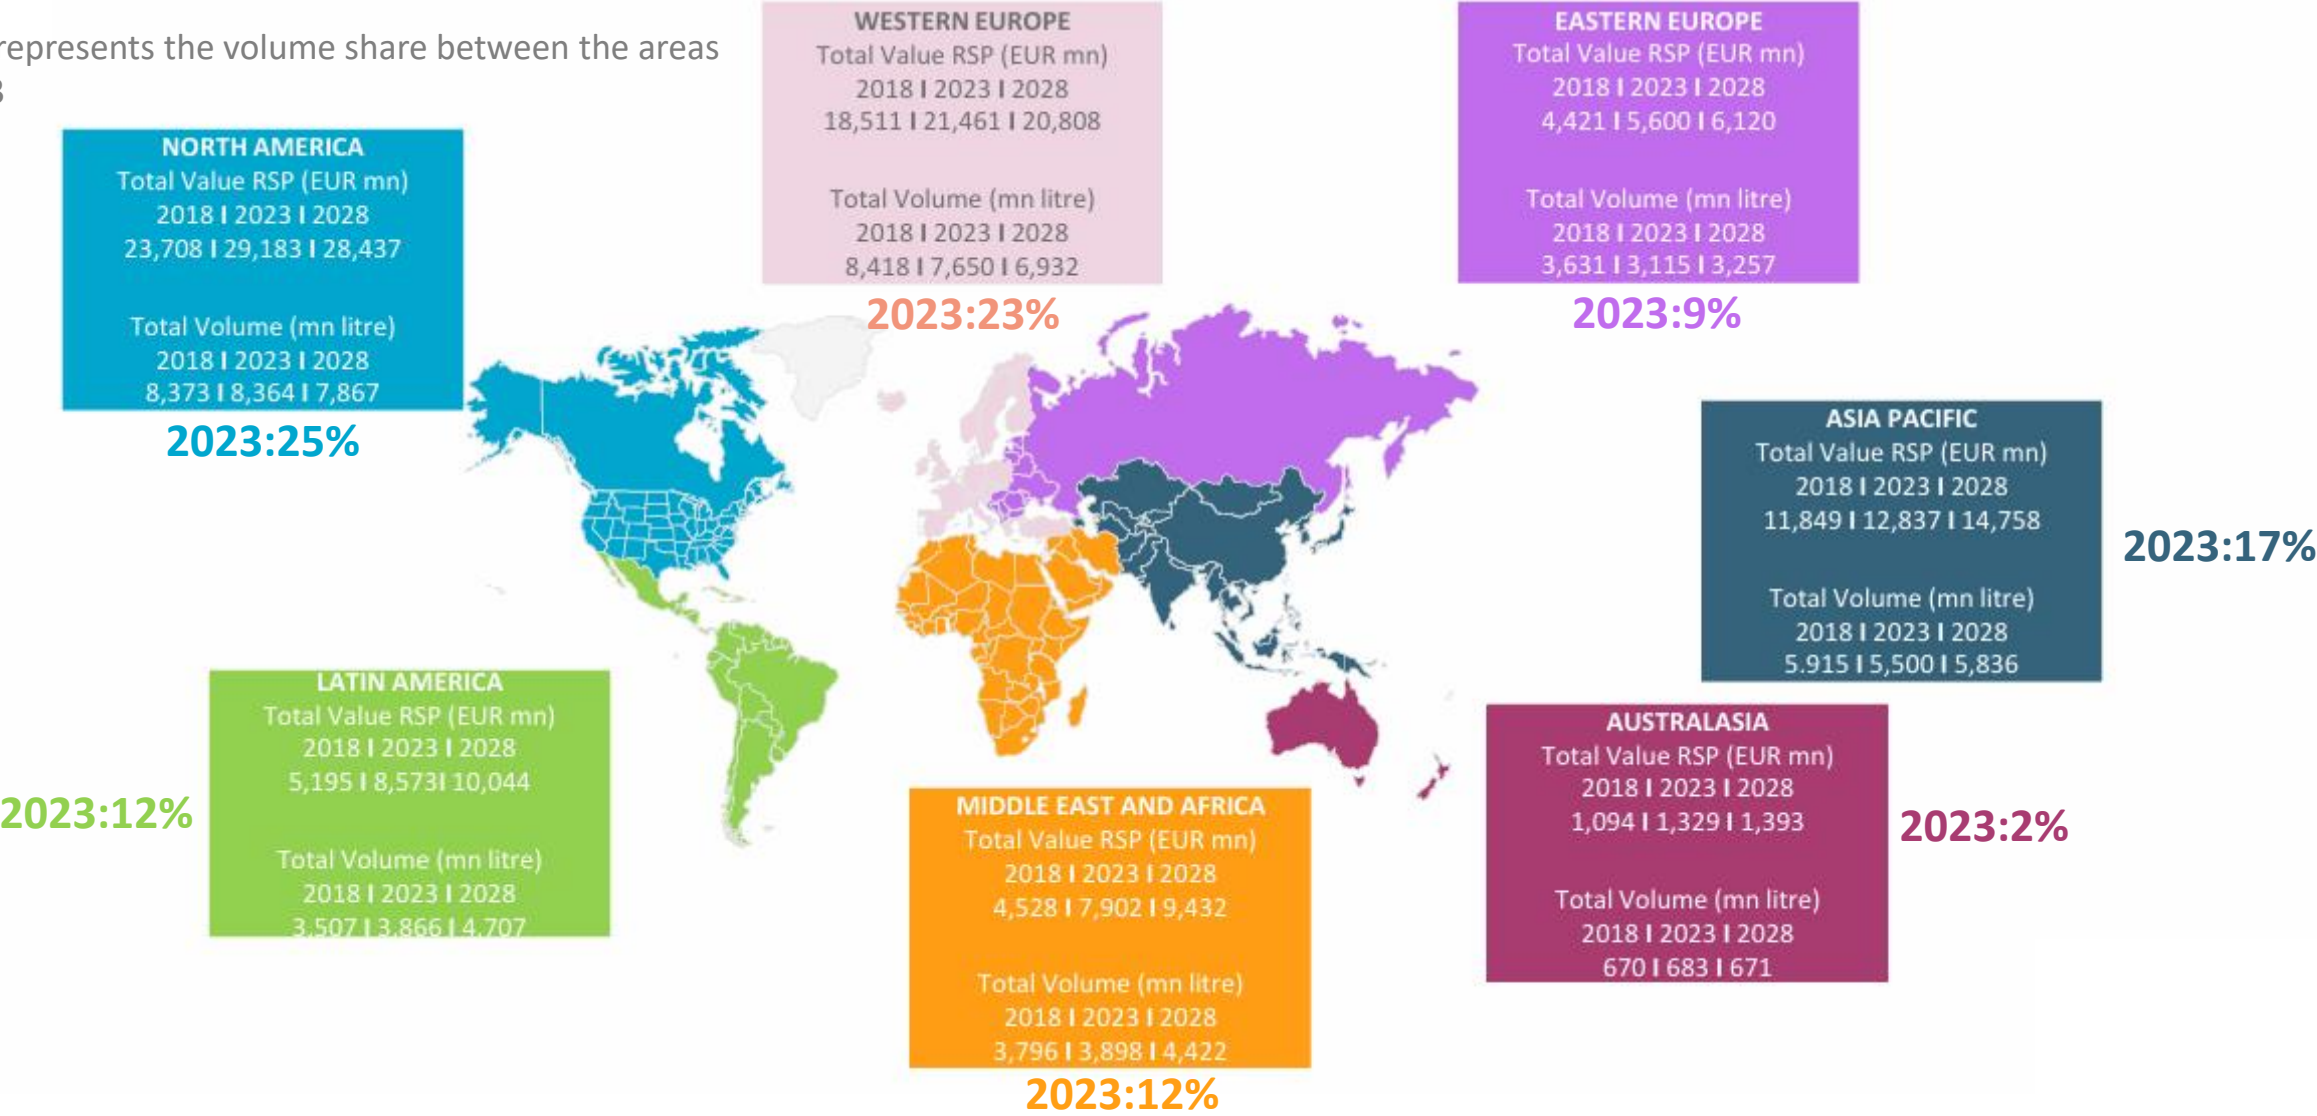 represents the volume share between the areas
3
WESTERN EUROPE
Total Value RSP (EUR mn)
2018 I 2023 I 2028
18,511 I 21,461 I 20,808
Total Volume (mn litre)
2018 I 2023 I 2028
8,418 I 7,650 I 6,932
2023:23%
EASTERN EUROPE
Total Value RSP (EUR mn)
2018 I 2023 I 2028
4,421 I 5,600 I 6,120
Total Volume (mn litre)
2018 I 2023 I 2028
3,631 I 3,115 I 3,257
2023:9%
NORTH AMERICA
Total Value RSP (EUR mn)
2018 I 2023 I 2028
23,708 I 29,183 I 28,437
Total Volume (mn litre)
2018 I 2023 I 2028
8,373 I 8,364 I 7,867
2023:25%
ASIA PACIFIC
Total Value RSP (EUR mn)
2018 I 2023 I 2028
11,849 I 12,837 I 14,758
Total Volume (mn litre)
2018 I 2023 I 2028
5.915 I 5,500 I 5,836
2023:17%
LATIN AMERICA
Total Value RSP (EUR mn)
2018 I 2023 I 2028
5,195 I 8,573I 10,044
Total Volume (mn litre)
2018 I 2023 I 2028
3,507 I 3,866 I 4,707
2023:12%
MIDDLE EAST AND AFRICA
Total Value RSP (EUR mn)
2018 I 2023 I 2028
4,528 I 7,902 I 9,432
Total Volume (mn litre)
2018 I 2023 I 2028
3,796 I 3,898 I 4,422
2023:12%
AUSTRALASIA
Total Value RSP (EUR mn)
2018 I 2023 I 2028
1,094 I 1,329 I 1,393
Total Volume (mn litre)
2018 I 2023 I 2028
670 I 683 I 671
2023:2%